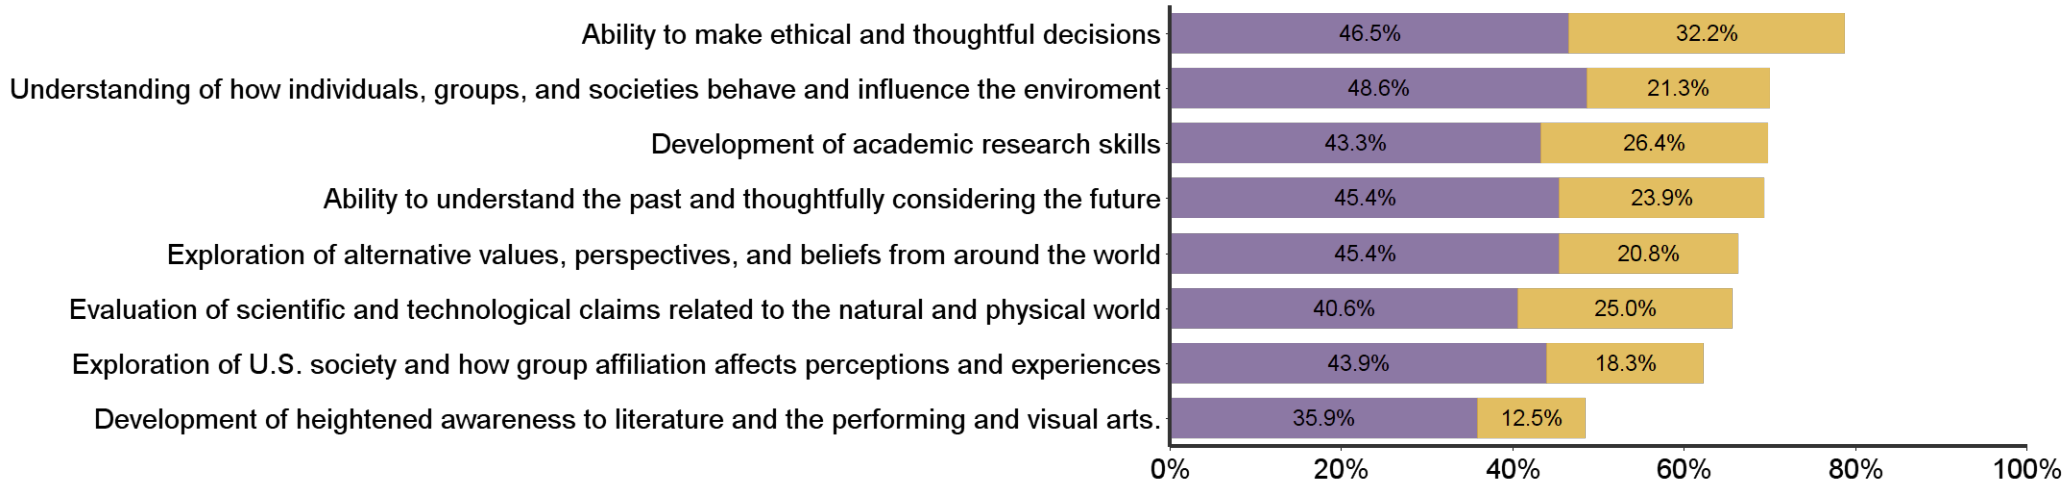 Ability to make ethical and thoughtful decisions 46.5% 32.2%
Understanding of how individuals, groups, and societies behave and influence the enviroment 48.6% 21.3%
Development of academic research skills 43.3% 26.4%
Ability to understand the past and thoughtfully considering the future 45.4% 23.9%
Exploration of alternative values, perspectives, and beliefs from around the world 45.4% 20.8%
Evaluation of scientific and technological claims related to the natural and physical world 40.6% 25.0%
Exploration of U.S. society and how group affiliation affects perceptions and experiences 43.9% 18.3%
Development of heightened awareness to literature and the performing and visual arts. 35.9% 12.5%
0% 20% 40% 60% 80% 100%